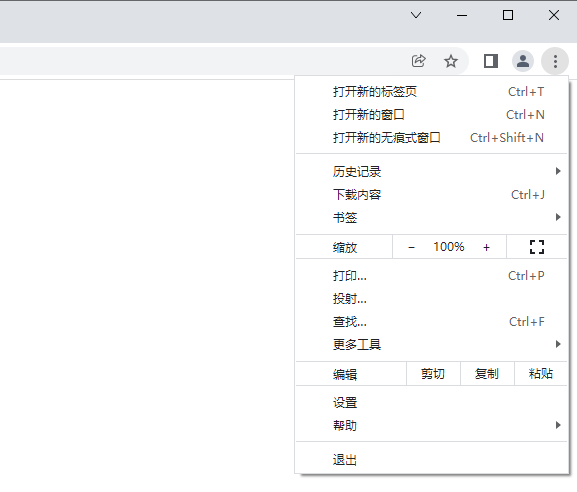 打开新的标签页 Ctrl+T
打开新的窗口 Ctrl+N
打开新的无痕式窗口 Ctrl+Shift+N
历史记录
下载内容 Ctrl+J
书签
缩放 − 100% +
打印... Ctrl+P
投射...
查找... Ctrl+F
更多工具
编辑 剪切 复制 粘贴
设置
帮助
退出